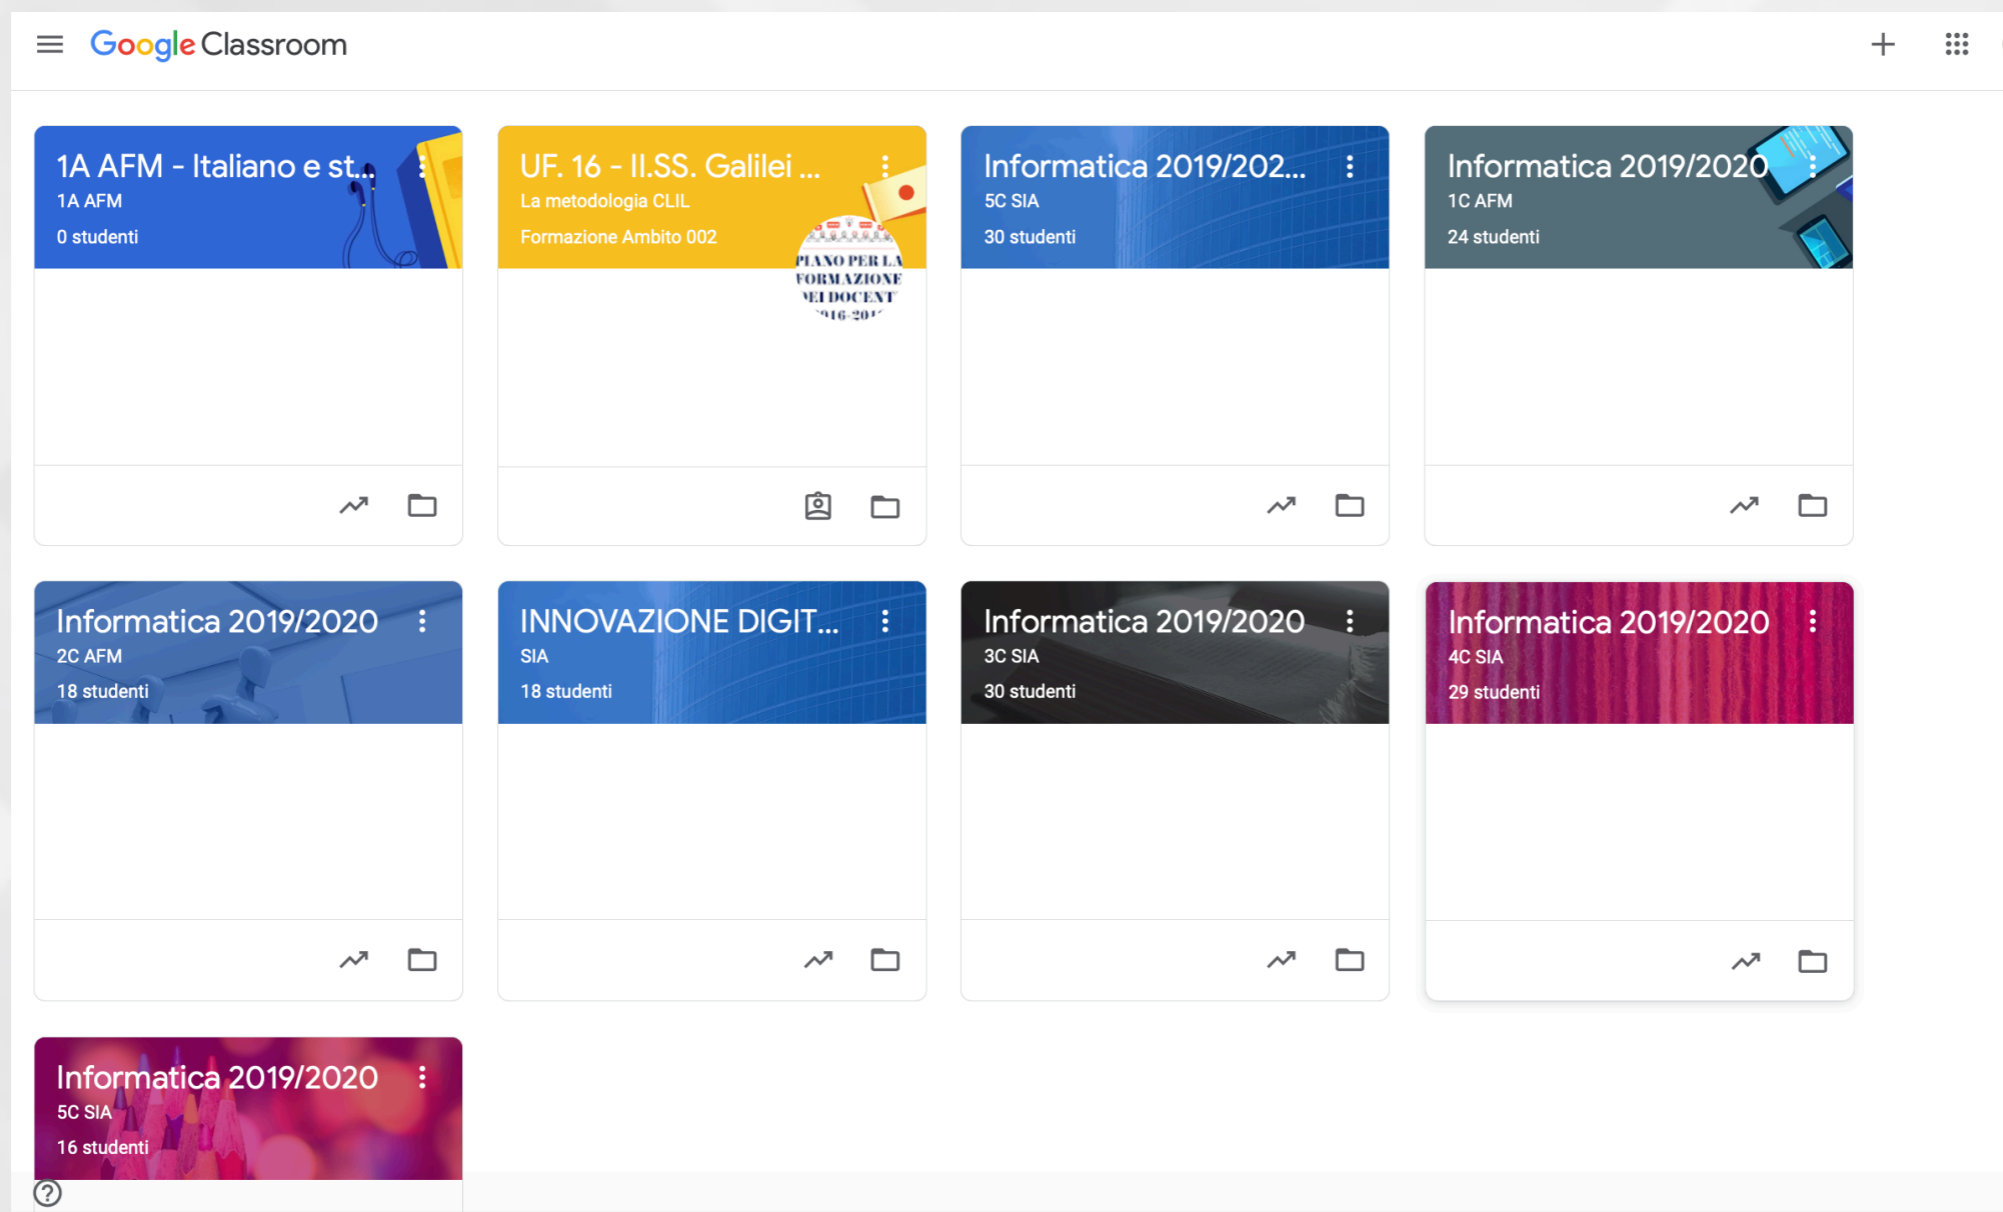 Google Classroom
1A AFM - Italiano e st...
1A AFM
0 studenti
UF. 16 - II.SS. Galilei ...
La metodologia CLIL
Formazione Ambito 002
PIANO PER LA
FORMAZIONE
Informatica 2019/202...
5C SIA
30 studenti
Informatica 2019/2020
1C AFM
24 studenti
Informatica 2019/2020
2C AFM
18 studenti
INNOVAZIONE DIGIT...
SIA
18 studenti
Informatica 2019/2020
3C SIA
30 studenti
Informatica 2019/2020
4C SIA
29 studenti
Informatica 2019/2020
5C SIA
16 studenti